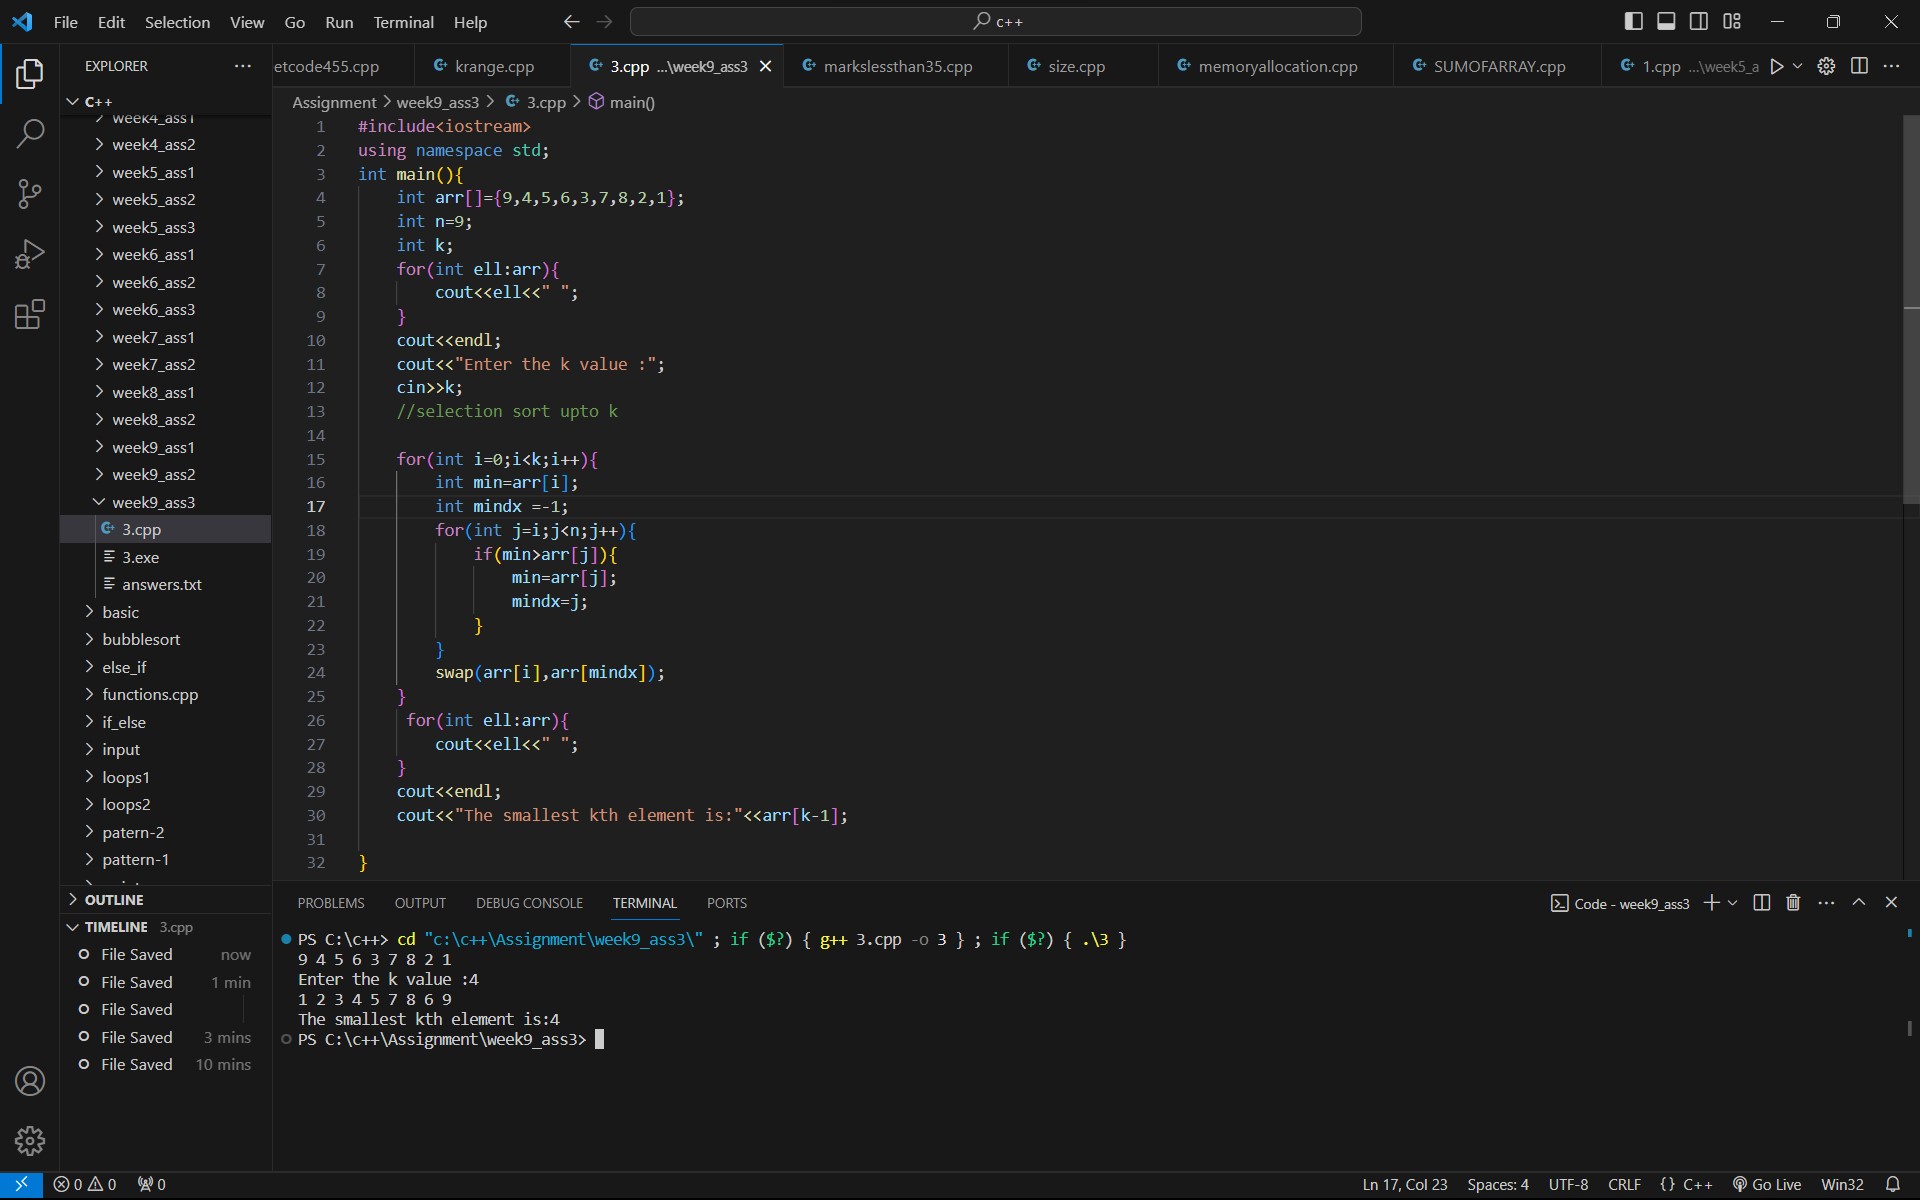 File Edit Selection View Go Run Terminal Help
c++
EXPLORER
etcode455.cpp
krange.cpp
3.cpp ...\week9_ass3
markslessthan35.cpp
size.cpp
memoryallocation.cpp
SUMOFARRAY.cpp
1.cpp ...\week5_a
C++
week4_ass1
week4_ass2
week5_ass1
week5_ass2
week5_ass3
week6_ass1
week6_ass2
week6_ass3
week7_ass1
week7_ass2
week8_ass1
week8_ass2
week9_ass1
week9_ass2
week9_ass3
3.cpp
3.exe
answers.txt
basic
bubblesort
else_if
functions.cpp
if_else
input
loops1
loops2
patern-2
pattern-1
OUTLINE
TIMELINE 3.cpp
File Saved now
File Saved 1 min
File Saved
File Saved 3 mins
File Saved 10 mins
Assignment > week9_ass3 > 3.cpp > main()
1 #include<iostream>
2 using namespace std;
3 int main(){
4 int arr[]={9,4,5,6,3,7,8,2,1};
5 int n=9;
6 int k;
7 for(int ell:arr){
8 cout<<ell<<" ";
9 }
10 cout<<endl;
11 cout<<"Enter the k value :";
12 cin>>k;
13 //selection sort upto k
14
15 for(int i=0;i<k;i++){
16 int min=arr[i];
17 int mindx =-1;
18 for(int j=i;j<n;j++){
19 if(min>arr[j]){
20 min=arr[j];
21 mindx=j;
22 }
23 }
24 swap(arr[i],arr[mindx]);
25 }
26 for(int ell:arr){
27 cout<<ell<<" ";
28 }
29 cout<<endl;
30 cout<<"The smallest kth element is:"<<arr[k-1];
31
32 }
PROBLEMS OUTPUT DEBUG CONSOLE TERMINAL PORTS
Code - week9_ass3
PS C:\c++> cd "c:\c++\Assignment\week9_ass3\" ; if ($?) { g++ 3.cpp -o 3 } ; if ($?) { .\3 }
9 4 5 6 3 7 8 2 1
Enter the k value :4
1 2 3 4 5 7 8 6 9
The smallest kth element is:4
PS C:\c++\Assignment\week9_ass3>
0 0 0
Ln 17, Col 23 Spaces: 4 UTF-8 CRLF {} C++ Go Live Win32